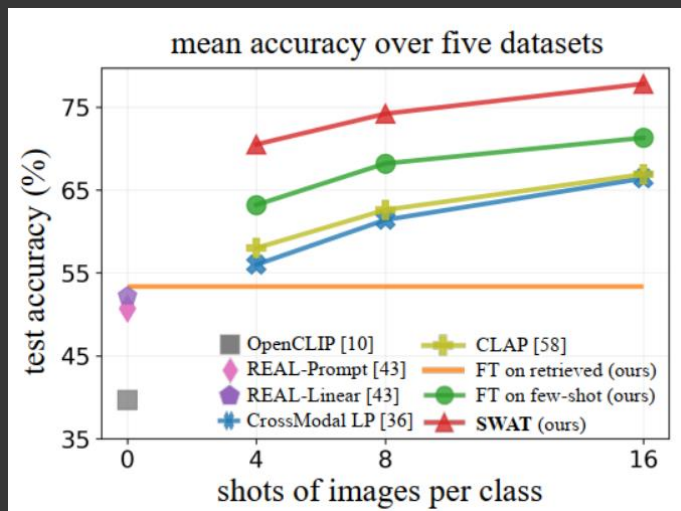 mean accuracy over five datasets
test accuracy (%)
75
65
55
45
35
OpenCLIP [10]
REAL-Prompt [43]
REAL-Linear [43]
CrossModal LP [36]
CLAP [58]
FT on retrieved (ours)
FT on few-shot (ours)
SWAT (ours)
0 4 8 16
shots of images per class